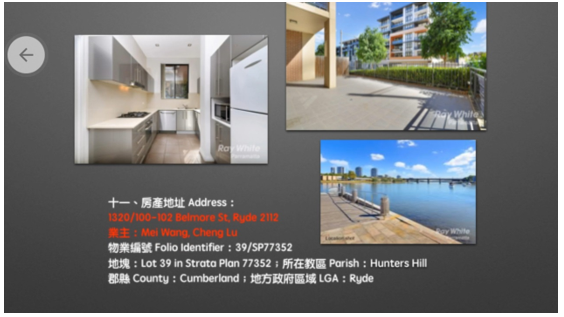 Ray White
Ray White
Ray White
十一、房產地址 Address：
1320/100-102 Belmore St, Ryde 2112
業主：Mei Wang, Cheng Lu
物業編號 Folio Identifier：39/SP77352
地塊：Lot 39 in Strata Plan 77352；所在教區 Parish：Hunters Hill
郡縣 County：Cumberland；地方政府區域 LGA：Ryde